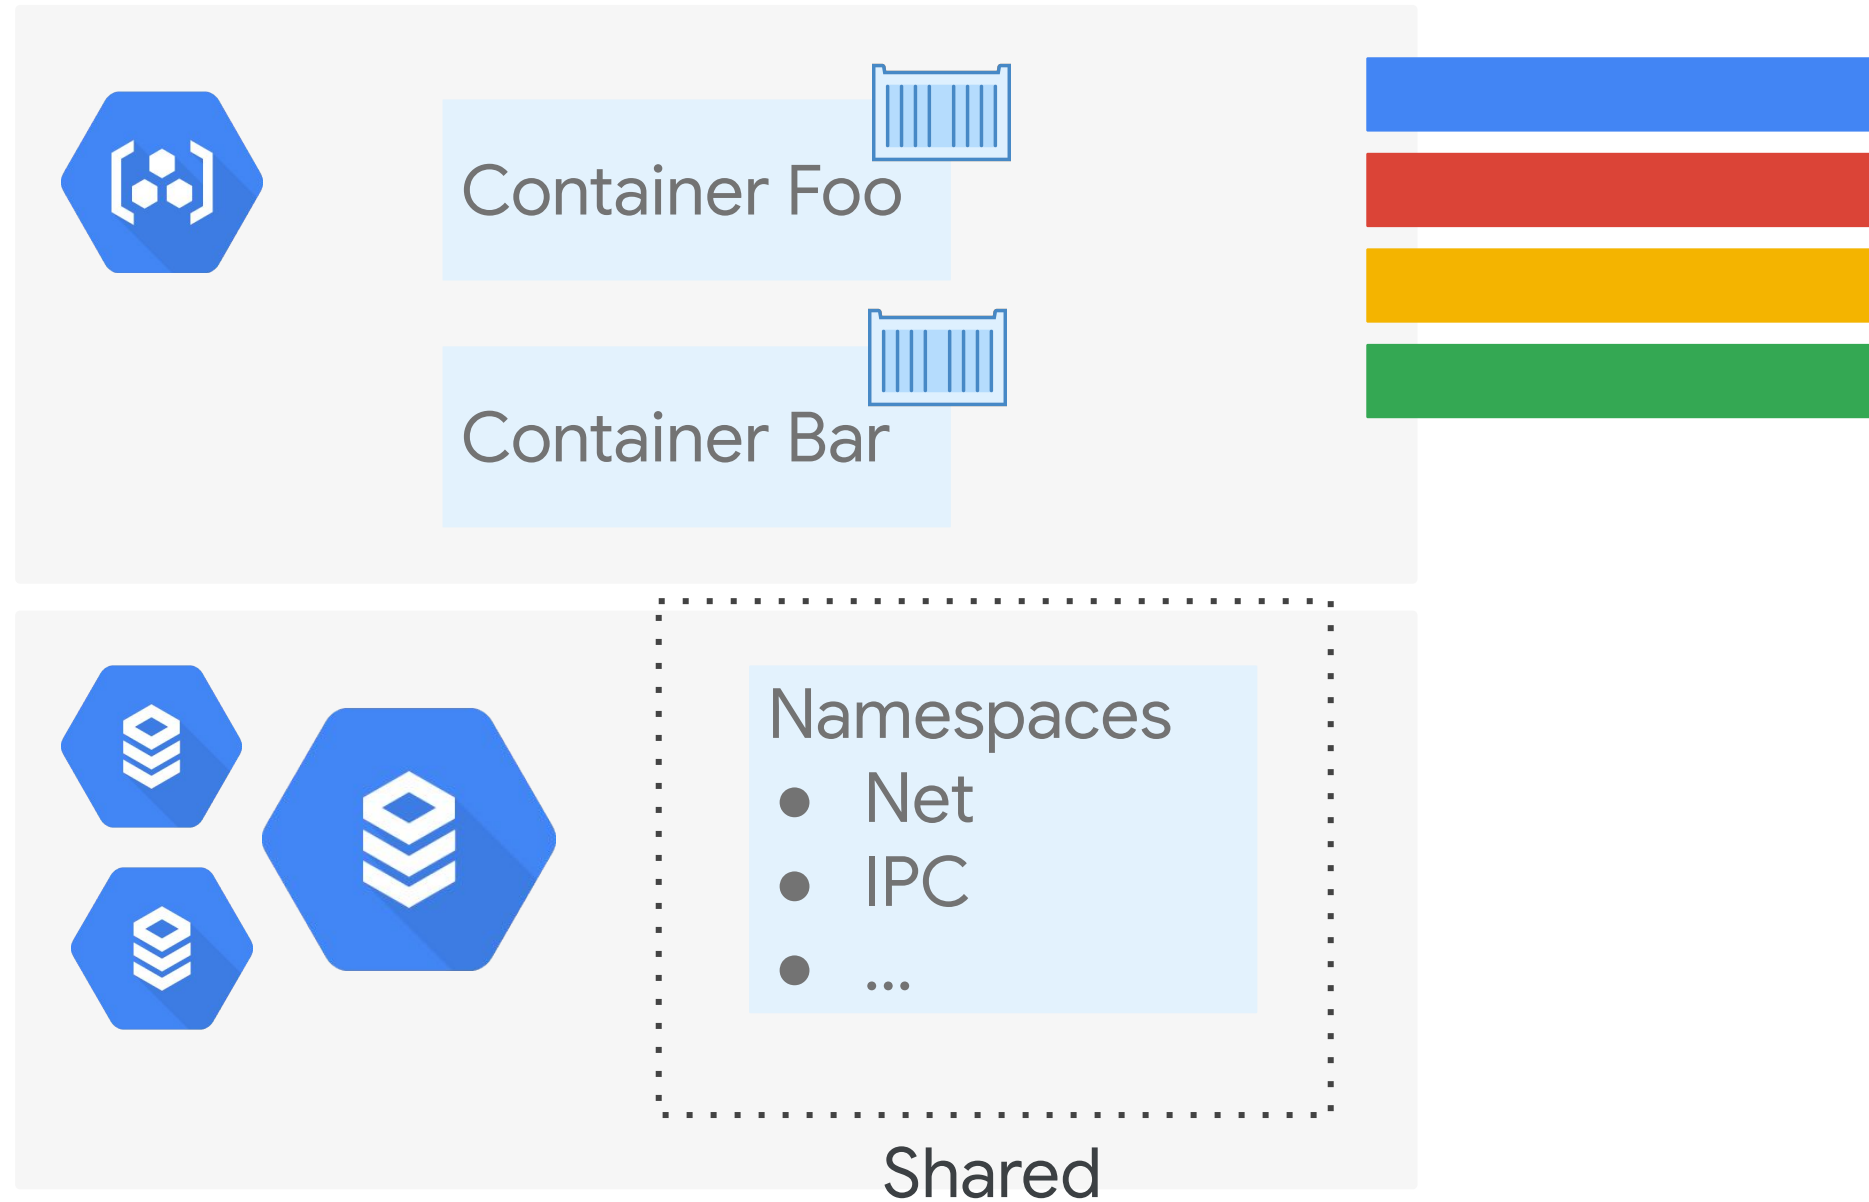 Container Foo
Container Bar
Namespaces
● Net
● IPC
● ...
Shared